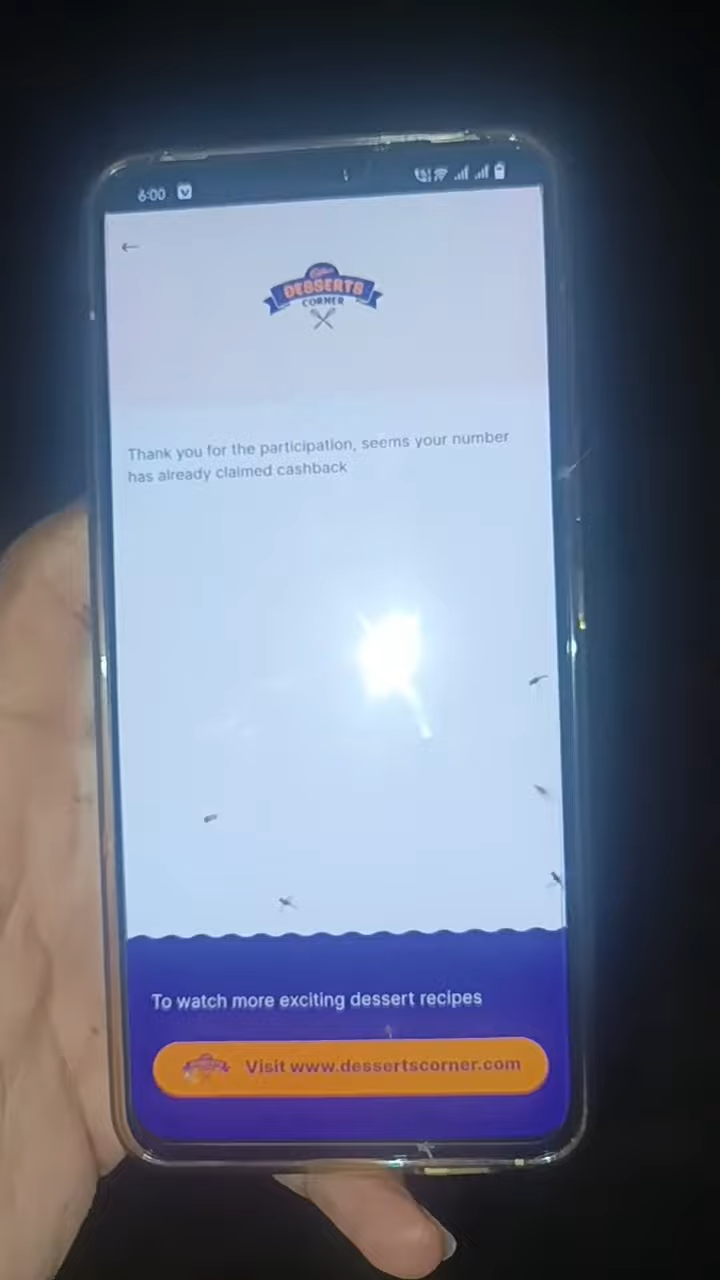 6:00
Cadbury
DESSERTS
CORNER
Thank you for the participation, seems your number
has already claimed cashback
To watch more exciting dessert recipes
Visit www.dessertscorner.com